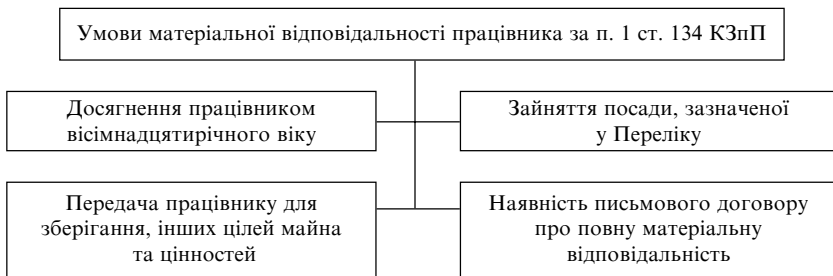 Умови матеріальної відповідальності працівника за п. 1 ст. 134 КЗпП
Досягнення працівником
вісімнадцятирічного віку
Зайняття посади, зазначеної
у Переліку
Передача працівнику для
зберігання, інших цілей майна
та цінностей
Наявність письмового договору
про повну матеріальну
відповідальність